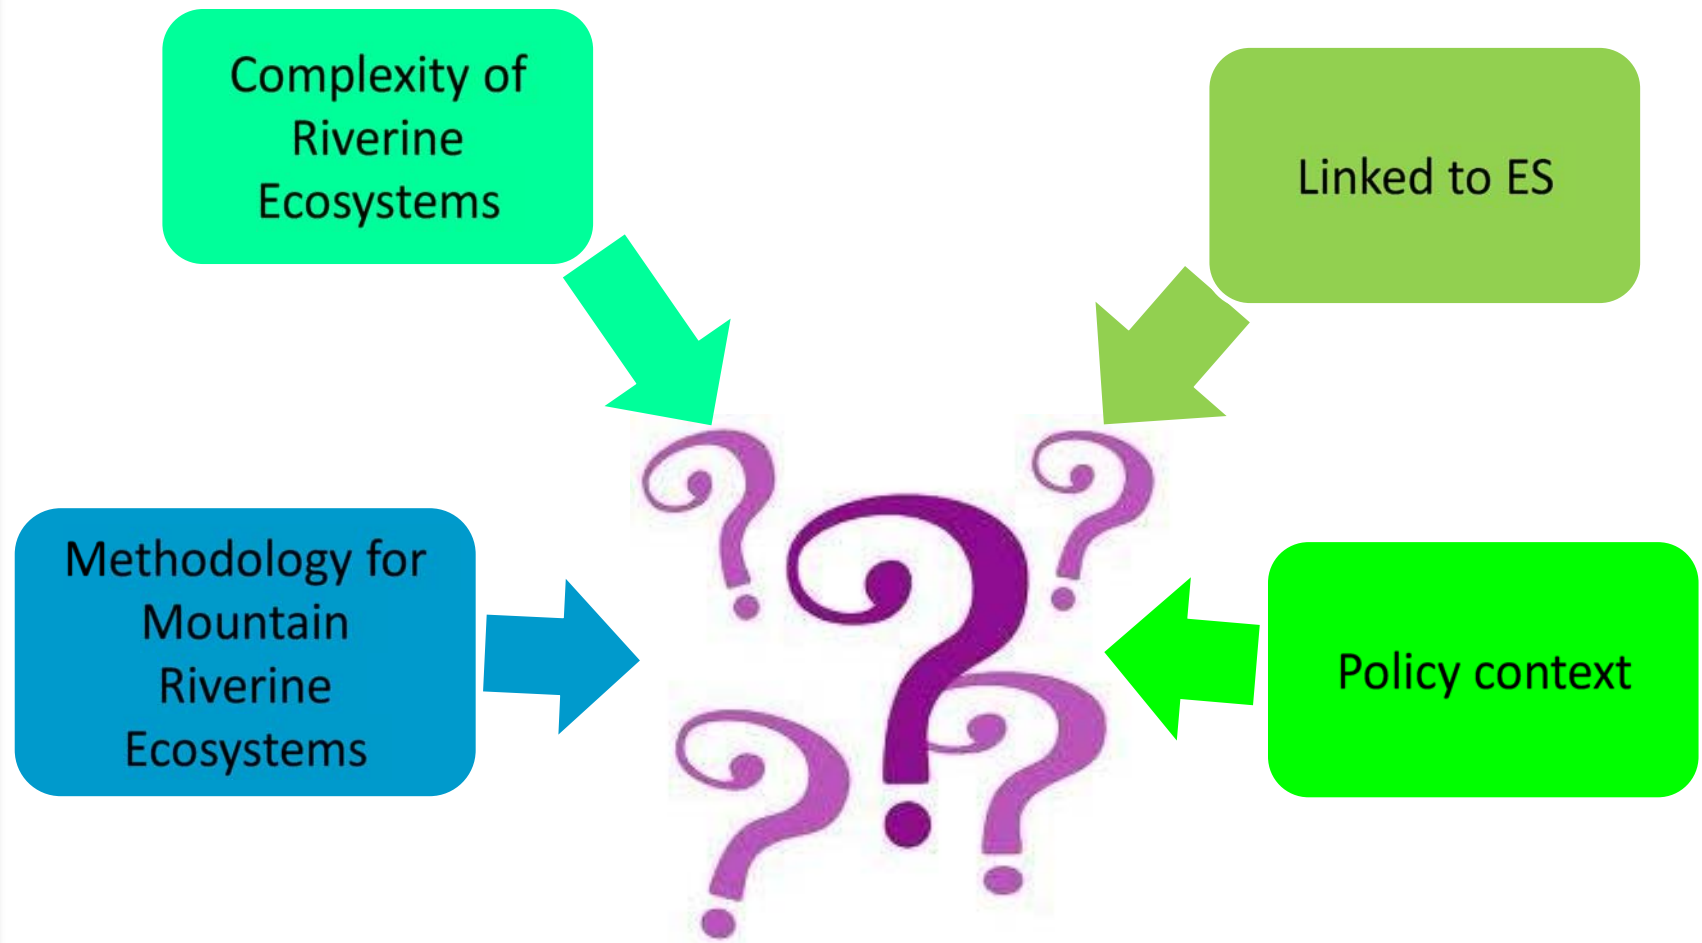 Complexity of
Riverine
Ecosystems
Linked to ES
Methodology for
Mountain
Riverine
Ecosystems
Policy context
?
?
?
?
?